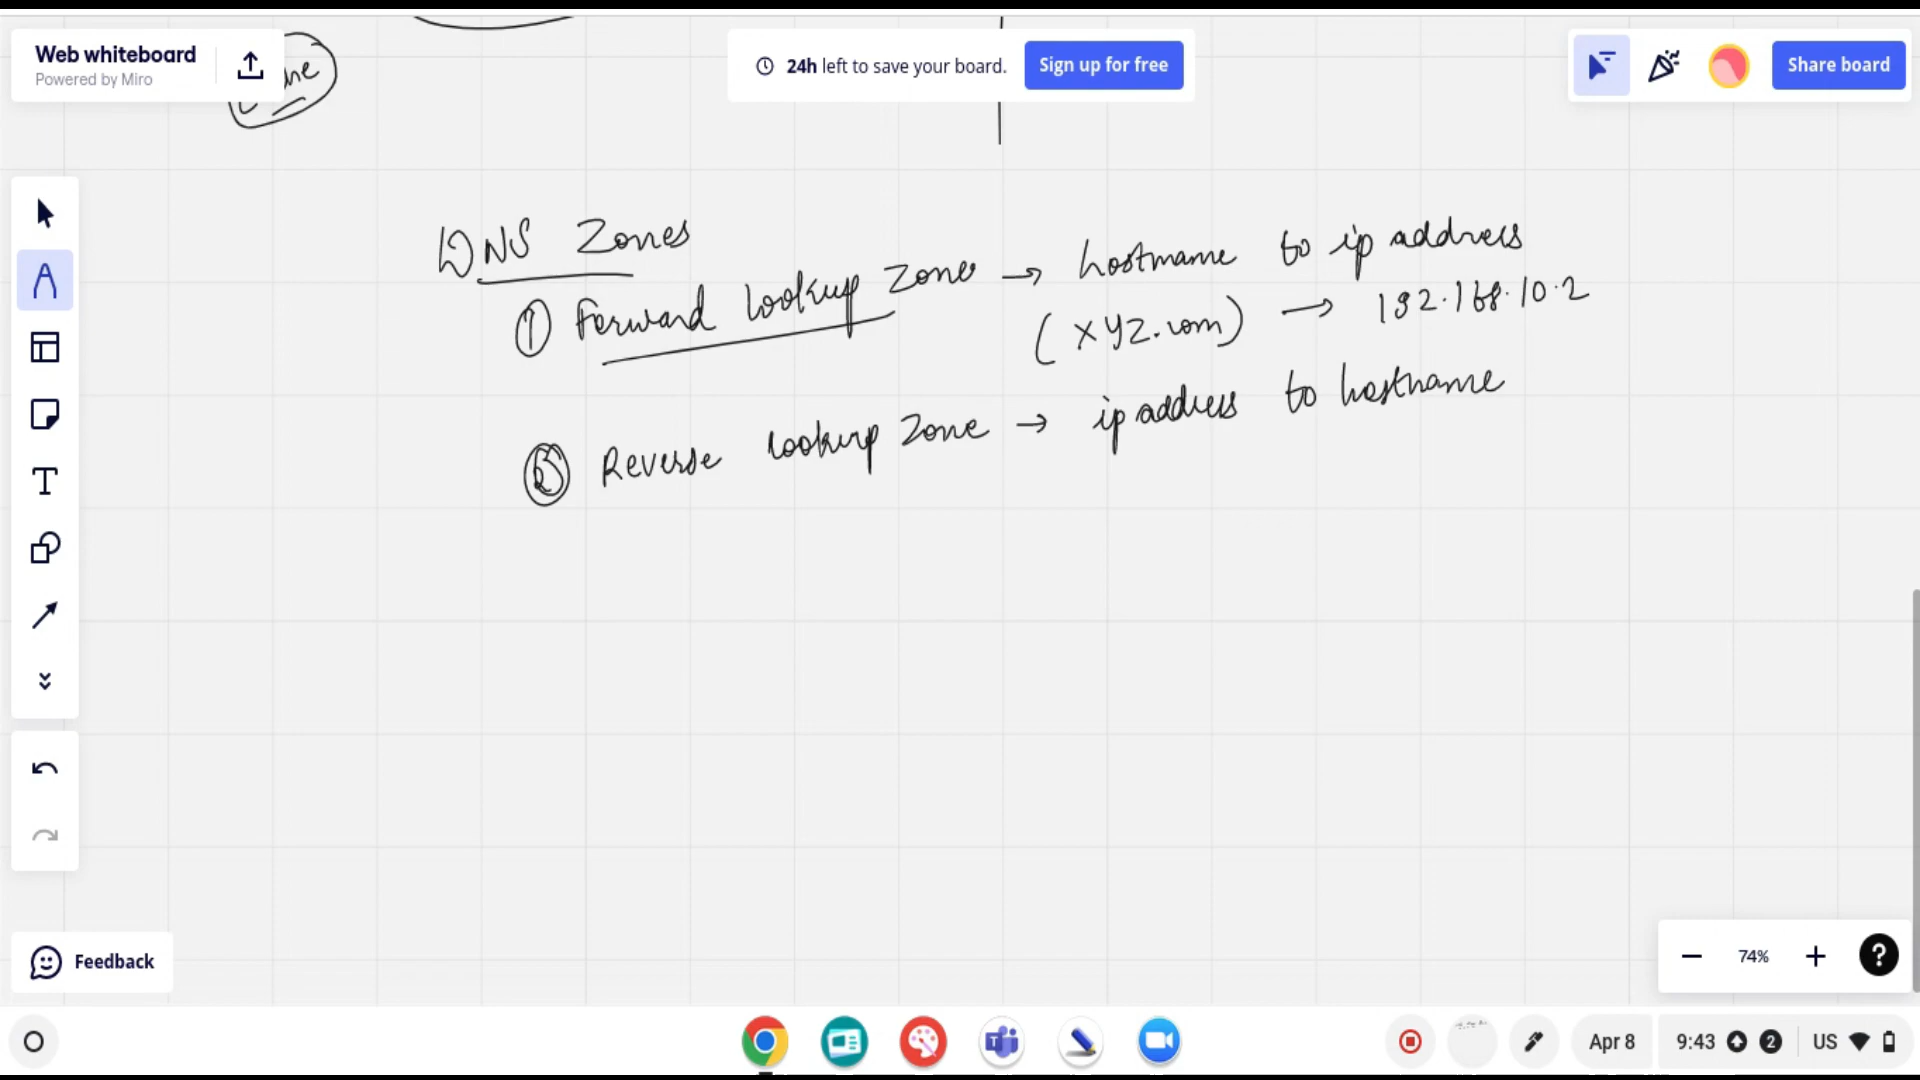 Web whiteboard
Powered by Miro
24h left to save your board.
Sign up for free
Share board
DNS Zones
① Forward lookup Zone → hostname to ip address
(XYZ.com) → 192.168.10.2
② Reverse lookup Zone → ip address to hostname
T
Feedback
74%
?
Apr 8
9:43
2
US